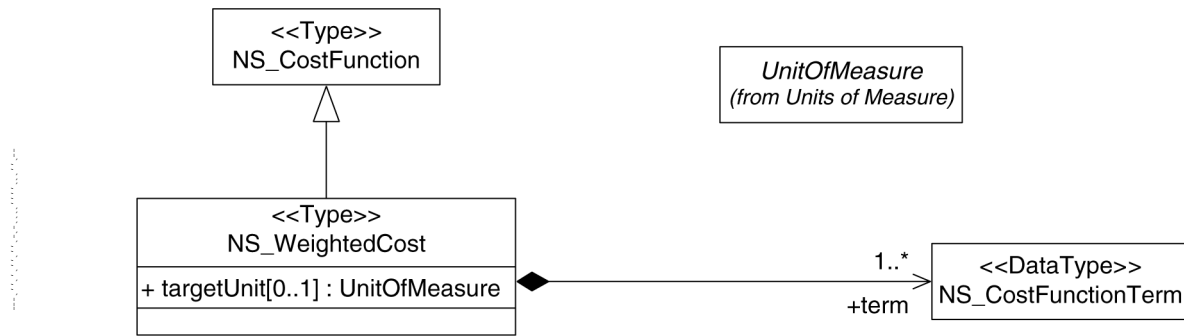 <<Type>>
NS_CostFunction
UnitOfMeasure
(from Units of Measure)
<<Type>>
NS_WeightedCost
+ targetUnit[0..1] : UnitOfMeasure
1..*
+term
<<DataType>>
NS_CostFunctionTerm